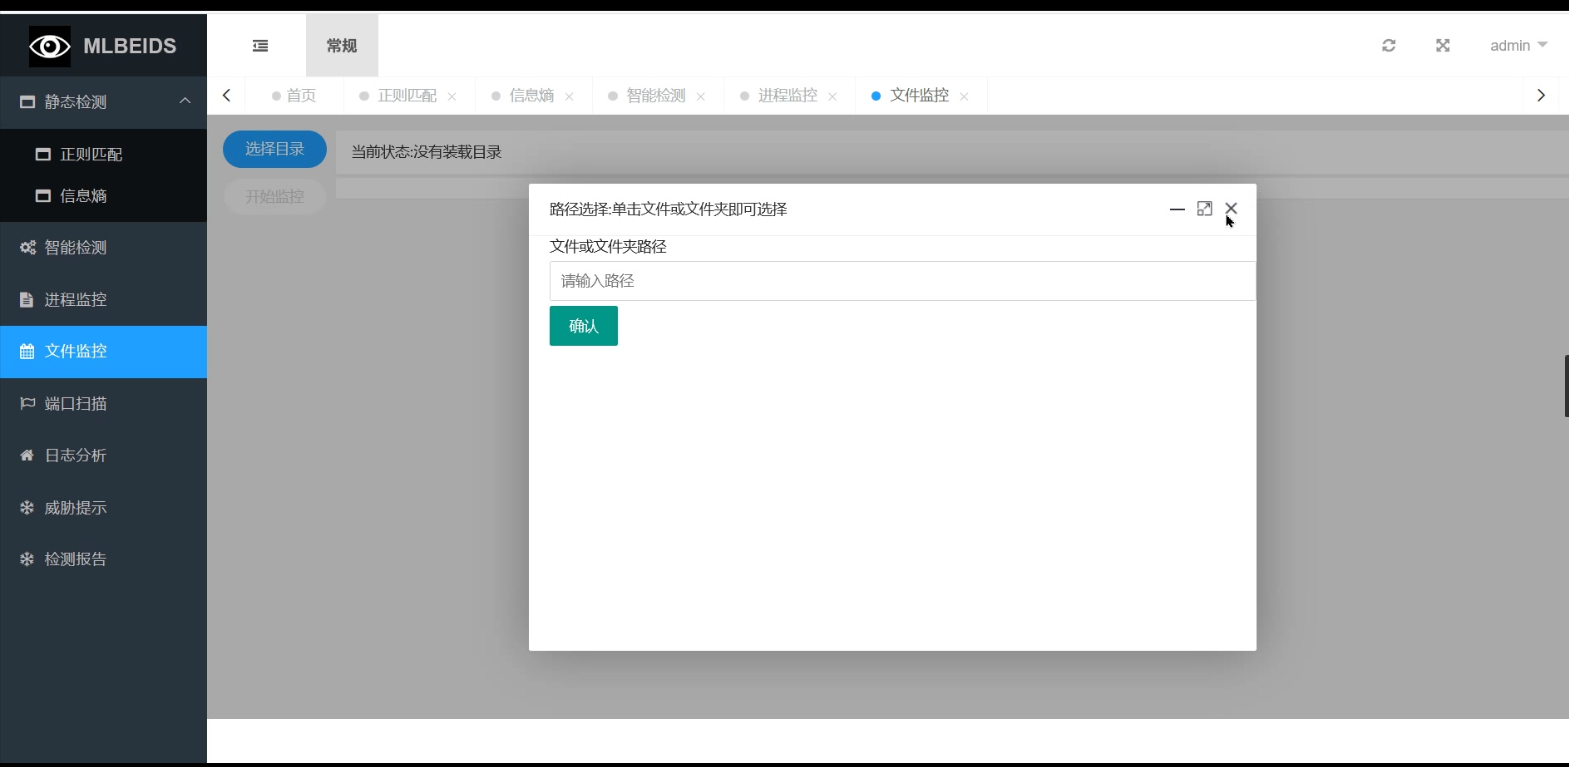 MLBEIDS
常规
admin
首页
正则匹配
信息熵
智能检测
进程监控
文件监控
静态检测
正则匹配
信息熵
智能检测
进程监控
文件监控
端口扫描
日志分析
威胁提示
检测报告
选择目录
当前状态:没有装载目录
开始监控
路径选择:单击文件或文件夹即可选择
文件或文件夹路径
请输入路径
确认